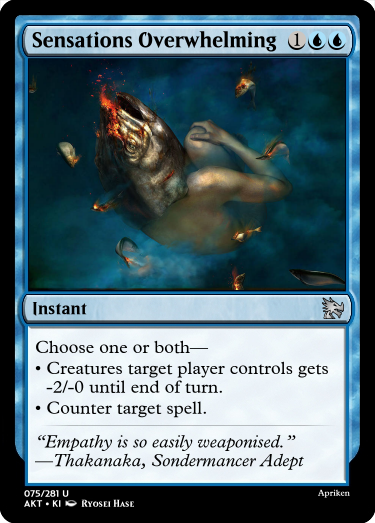 Sensations Overwhelming 1
Instant
Choose one or both—
• Creatures target player controls gets
-2/-0 until end of turn.
• Counter target spell.
“Empathy is so easily weaponised.”
—Thakanaka, Sondermancer Adept
075/281 U
Apriken
AKT • KI Ryosei Hase